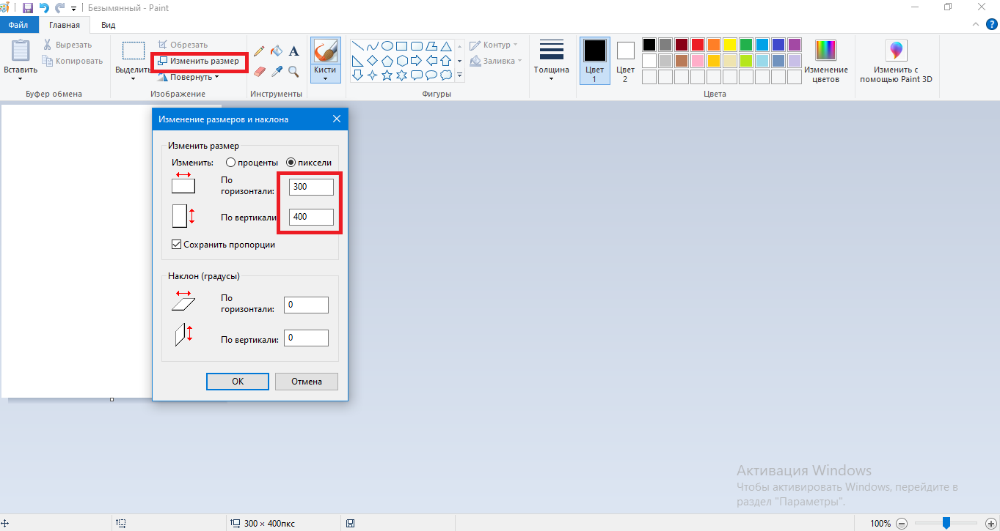 Безымянный - Paint
Файл
Главная
Вид
Вставить
Вырезать
Копировать
Буфер обмена
Выделить
Обрезать
Изменить размер
Повернуть
Изображение
A
Инструменты
Кисти
Контур
Заливка
Фигуры
Толщина
Цвет
1
Цвет
2
Изменение
цветов
Цвета
Изменить с
помощью Paint 3D
?
Изменение размеров и наклона
Изменить размер
Изменить:
проценты
пиксели
По
горизонтали:
300
По вертикали
400
Сохранить пропорции
Наклон (градусы)
По
горизонтали:
0
По вертикали:
0
ОК
Отмена
Активация Windows
Чтобы активировать Windows, перейдите в
раздел "Параметры".
300 × 400пкс
100%